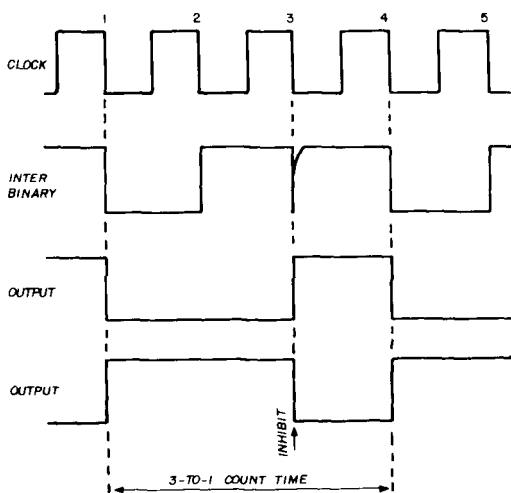 1 2 3 4 5
CLOCK
INTER
BINARY
OUTPUT
OUTPUT
INHIBIT
3-TO-1 COUNT TIME